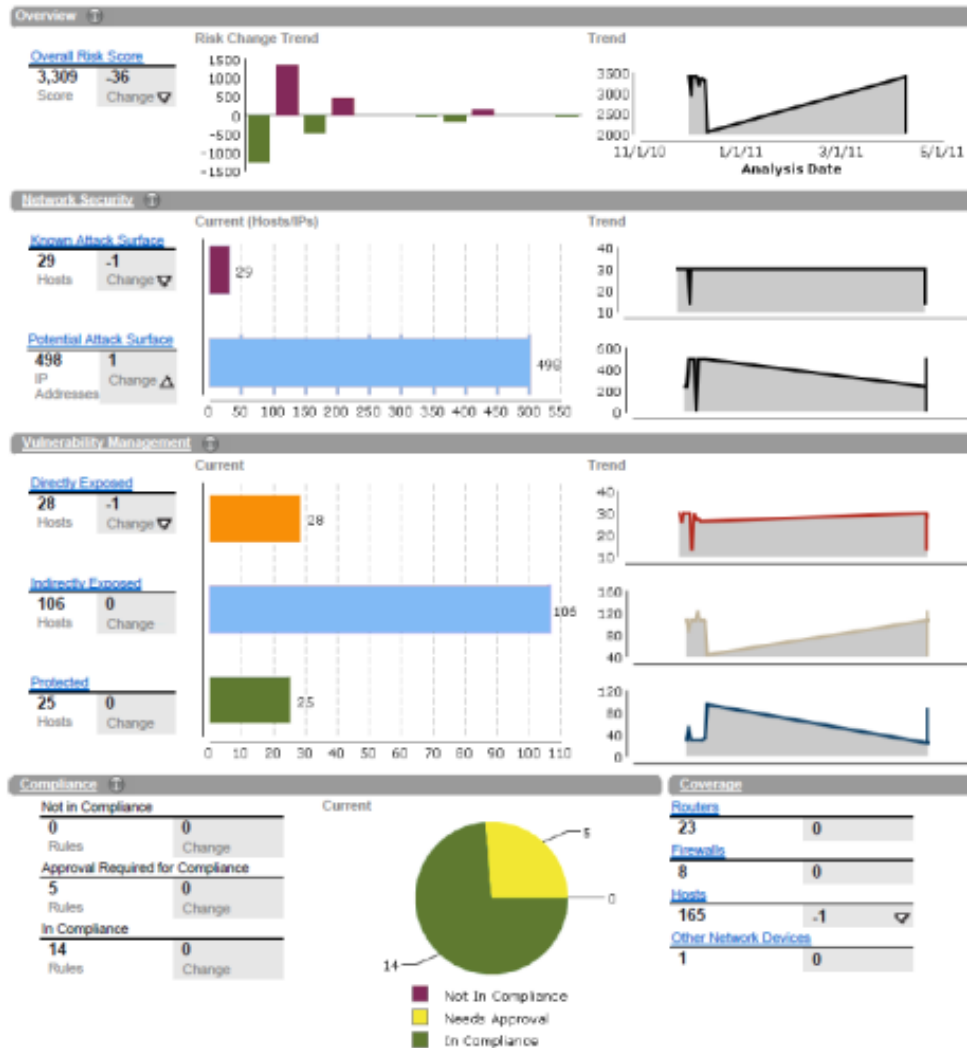 Overview
Risk Change Trend
Trend
Overall Risk Score
3,309 -36
Score Change
1500
1000
500
0
-500
-1000
-1500
3500
3000
2500
2000
11/1/10 1/1/11 3/1/11 5/1/11
Analysis Date
Network Security
Current (Hosts/IPs)
Trend
Known Attack Surface
29 -1
Hosts Change
29
40
30
20
10
Potential Attack Surface
498 1
IP Addresses Change
498
0 50 100 150 200 250 300 350 400 450 500 550
600
400
200
0
Vulnerability Management
Current
Trend
Directly Exposed
28 -1
Hosts Change
28
40
30
20
10
Indirectly Exposed
106 0
Hosts Change
106
160
120
80
40
Protected
25 0
Hosts Change
25
0 10 20 30 40 50 60 70 80 90 100 110
120
80
40
0
Compliance
Not in Compliance
0 0
Rules Change
Approval Required for Compliance
5 0
Rules Change
In Compliance
14 0
Rules Change
Current
5
0
14
Not In Compliance
Needs Approval
In Compliance
Coverage
Routers
23 0
Firewalls
8 0
Hosts
165 -1
Other Network Devices
1 0